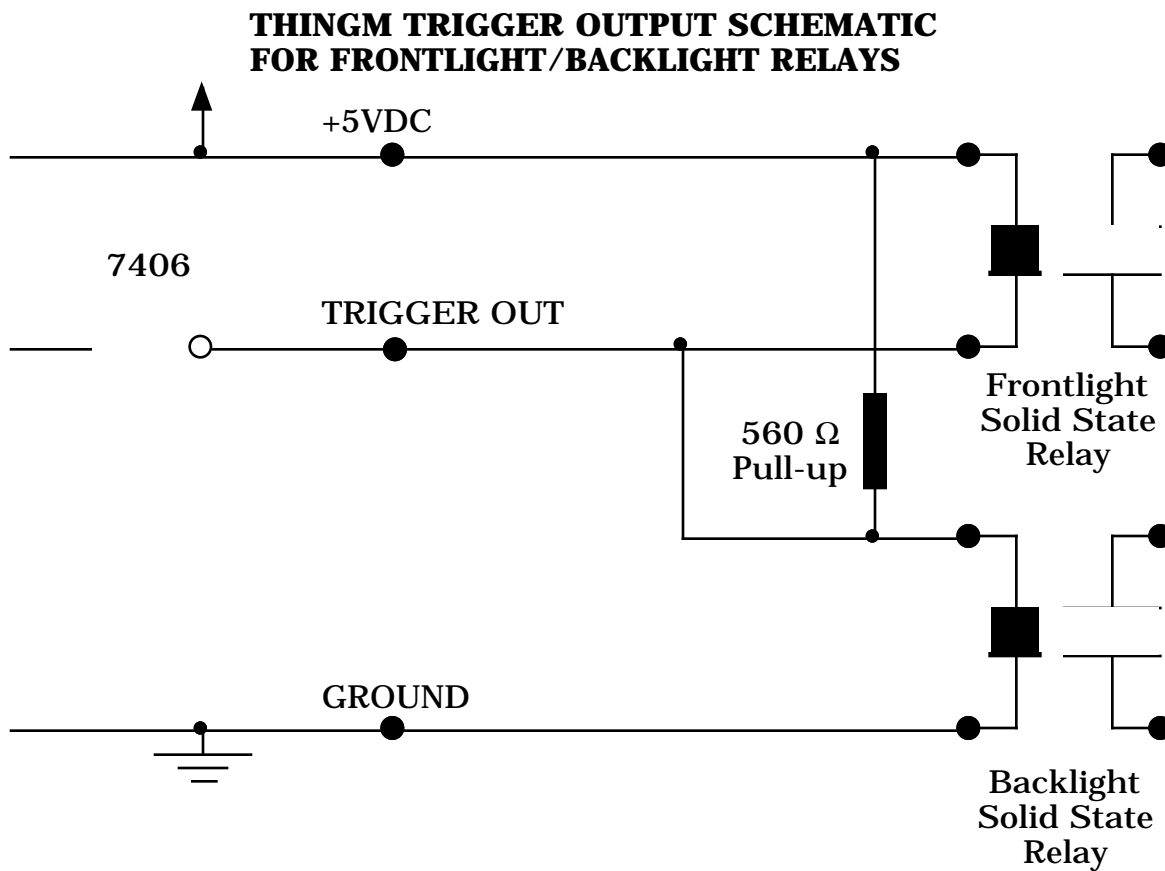 THINGM TRIGGER OUTPUT SCHEMATIC
FOR FRONTLIGHT/BACKLIGHT RELAYS
+5VDC
7406
TRIGGER OUT
Frontlight
Solid State
Relay
560 Ω
Pull-up
GROUND
Backlight
Solid State
Relay